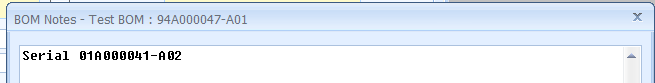 BOM Notes - Test BOM : 94A000047-A01
Serial 01A000041-A02